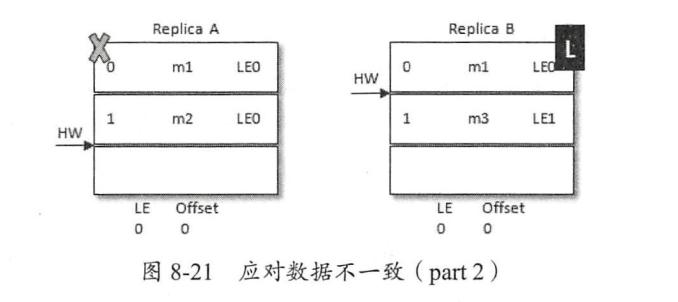 Replica A
Replica B
L
0 m1 LE0
0 m1 LE0
HW
1 m2 LE0
1 m3 LE1
HW
LE Offset
0 0
LE Offset
0 0
图 8-21 应对数据不一致（part 2）